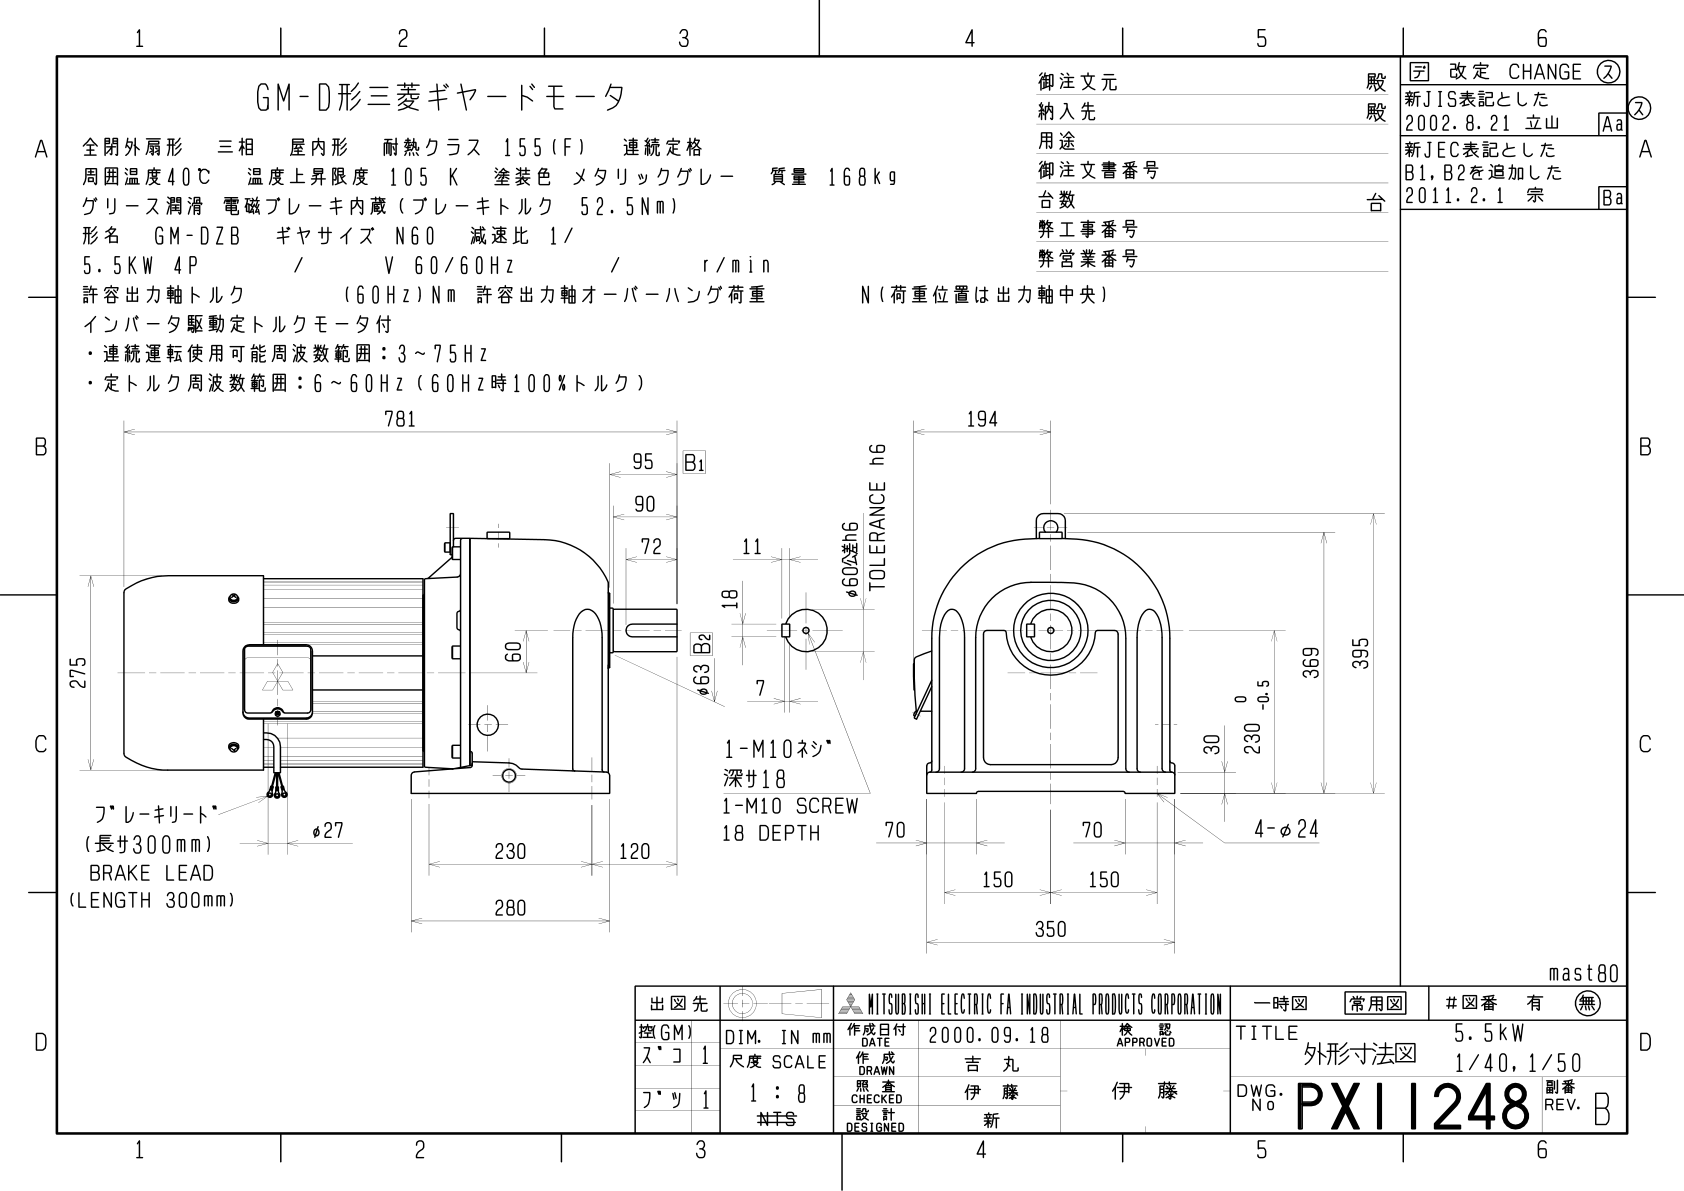 1 2 3 4 5 6
GM-D形三菱ギヤードモータ
全閉外扇形 三相 屋内形 耐熱クラス 155(F) 連続定格
周囲温度40℃ 温度上昇限度 105 K 塗装色 メタリックグレー 質量 168kg
グリース潤滑 電磁ブレーキ内蔵(ブレーキトルク 52.5Nm)
形名 GM-DZB ギヤサイズ N60 減速比 1/
5.5KW 4P / V 60/60Hz / r/min
許容出力軸トルク (60Hz)Nm 許容出力軸オーバーハング荷重 N(荷重位置は出力軸中央)
インバータ駆動定トルクモータ付
・連続運転使用可能周波数範囲:3~75Hz
・定トルク周波数範囲:6~60Hz(60Hz時100%トルク)
御注文元 殿
納入先 殿
用途
御注文書番号
台数 台
弊工事番号
弊営業番号
デ 改定 CHANGE ス
新JIS表記とした
2002.8.21 立山 Aa
新JEC表記とした
B1,B2を追加した
2011.2.1 宗 Ba
ス
A A
B B
C C
D D
781
95 B1
90
72
275
60
φ63 B2
ブレーキリード
(長サ300mm)
BRAKE LEAD
(LENGTH 300mm)
φ27
230 120
280
11
18
7
φ60公差h6
TOLERANCE h6
1-M10ネジ
深サ18
1-M10 SCREW
18 DEPTH
194
395
369
230 0 -0.5
30
70 70
4-φ24
150 150
350
mast80
出図先
控(GM)
ズコ 1
ブツ 1
DIM. IN mm
尺度 SCALE
1 : 8
NTS
MITSUBISHI ELECTRIC FA INDUSTRIAL PRODUCTS CORPORATION
作成日付 DATE 2000.09.18
作成 DRAWN 吉丸
照査 CHECKED 伊藤
設計 DESIGNED 新
検認 APPROVED
伊藤
一時図 常用図 #図番 有 無
TITLE 5.5kW
外形寸法図 1/40,1/50
DWG. No PX11248 副番 REV. B
1 2 3 4 5 6